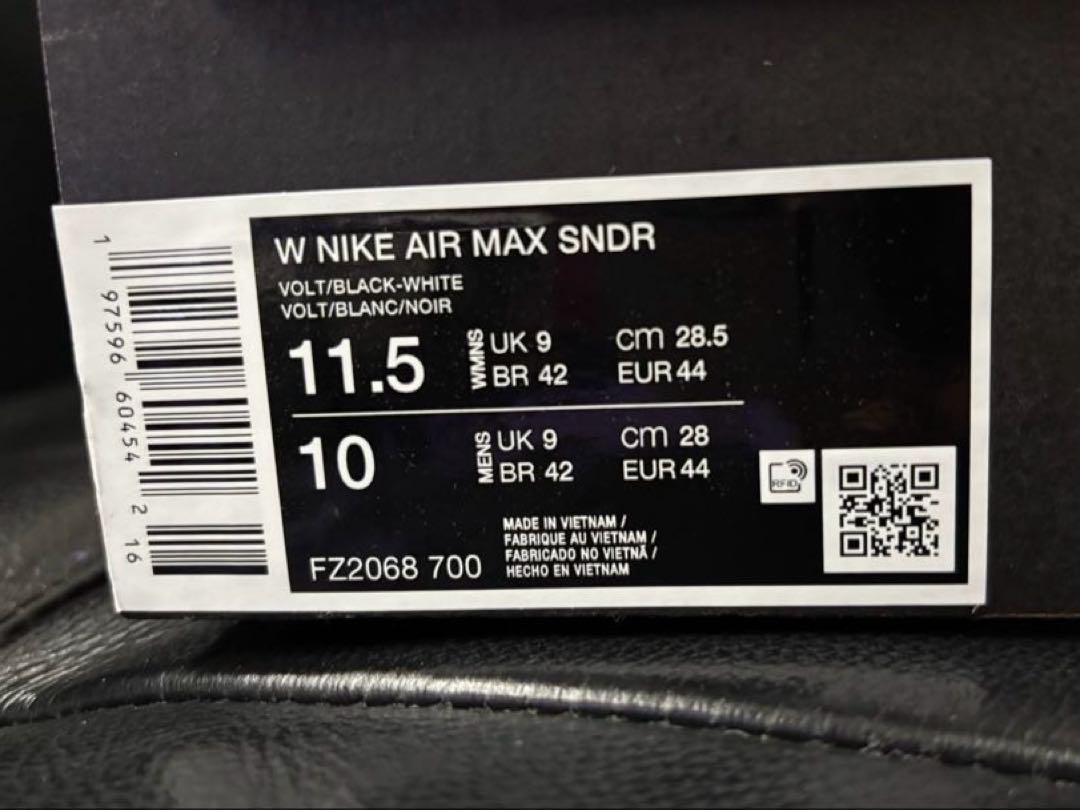 W NIKE AIR MAX SNDR
VOLT/BLACK-WHITE
VOLT/BLANC/NOIR
11.5 WMNS UK 9 cm 28.5
BR 42 EUR 44
10 MENS UK 9 cm 28
BR 42 EUR 44
RFID
MADE IN VIETNAM /
FABRIQUE AU VIETNAM /
FABRICADO NO VIETNÃ /
HECHO EN VIETNAM
FZ2068 700
1 97596 60454 2 16